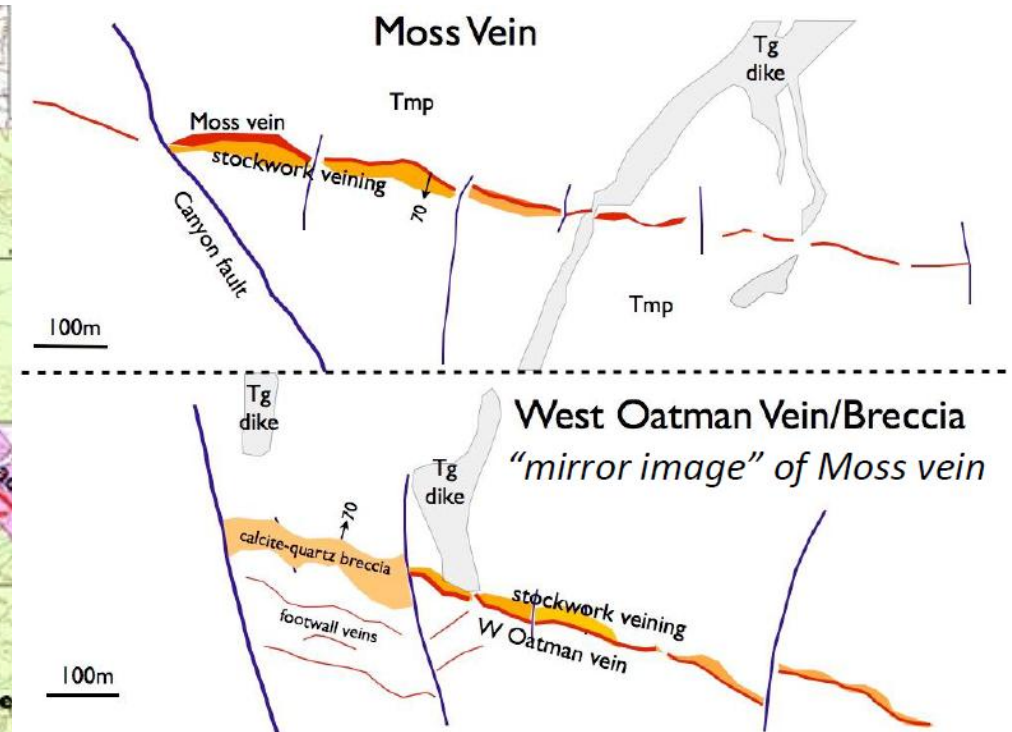 Moss Vein
Tg
dike
Tmp
Moss vein
stockwork veining
70
Canyon fault
Tmp
100m
Tg
dike
West Oatman Vein/Breccia
“mirror image” of Moss vein
Tg
dike
70
calcite-quartz breccia
stockwork veining
footwall veins
W Oatman vein
100m